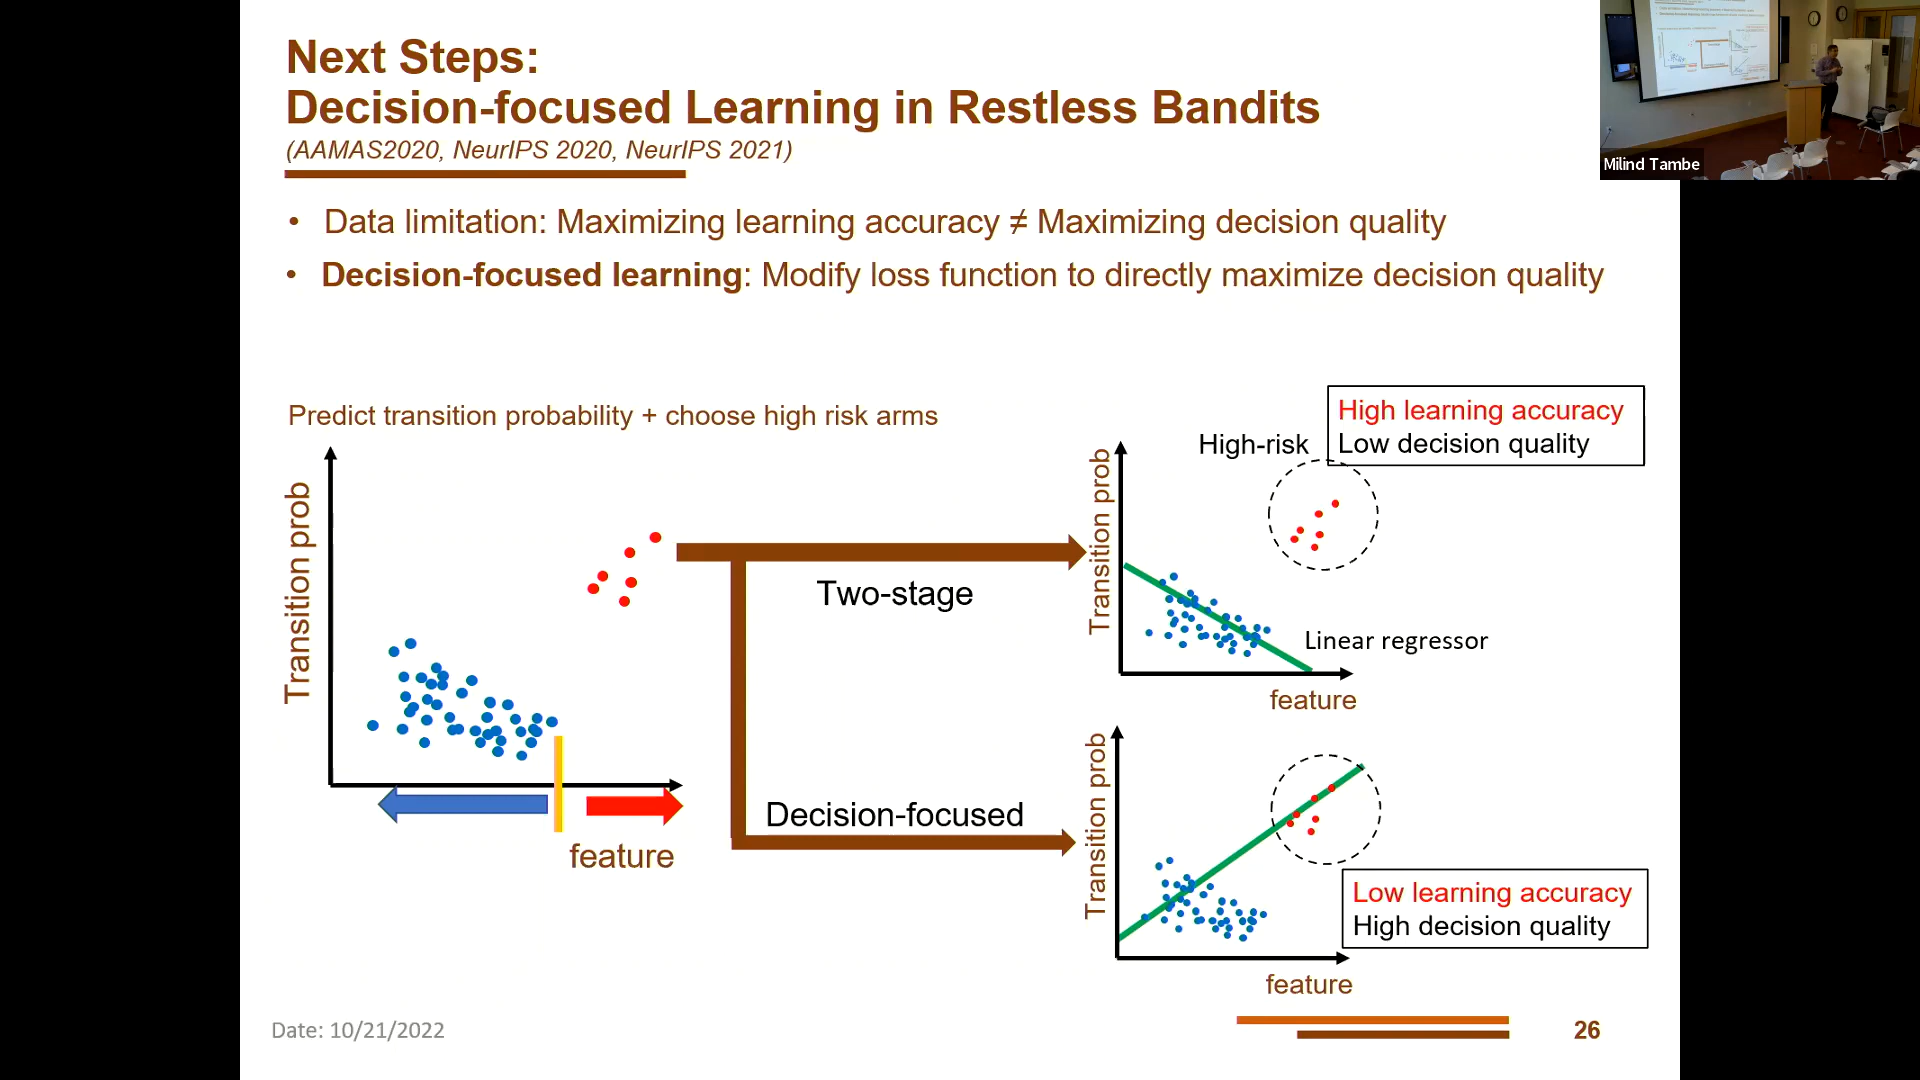 Next Steps:
Decision-focused Learning in Restless Bandits
(AAMAS2020, NeurIPS 2020, NeurIPS 2021)
Milind Tambe
• Data limitation: Maximizing learning accuracy ≠ Maximizing decision quality
• Decision-focused learning: Modify loss function to directly maximize decision quality
Predict transition probability + choose high risk arms
Transition prob
feature
Two-stage
Decision-focused
High-risk
High learning accuracy
Low decision quality
Transition prob
Linear regressor
feature
Transition prob
Low learning accuracy
High decision quality
feature
Date: 10/21/2022
26